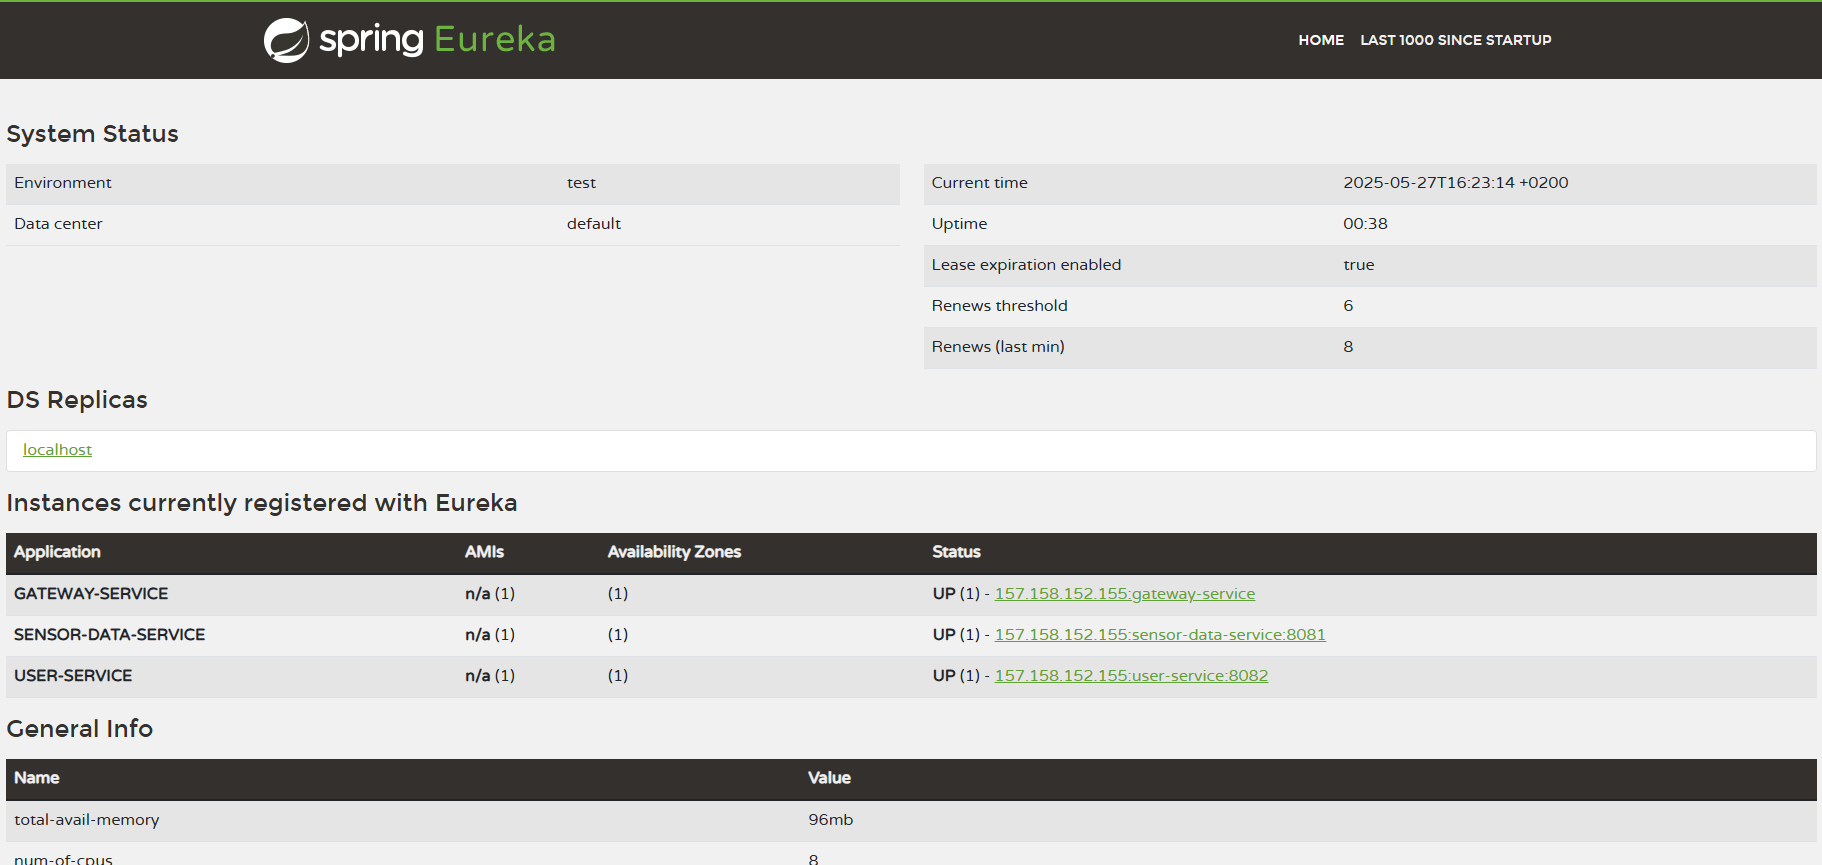 spring Eureka
HOME LAST 1000 SINCE STARTUP
System Status
Environment test
Data center default
Current time 2025-05-27T16:23:14 +0200
Uptime 00:38
Lease expiration enabled true
Renews threshold 6
Renews (last min) 8
DS Replicas
localhost
Instances currently registered with Eureka
Application AMIs Availability Zones Status
GATEWAY-SERVICE n/a (1) (1) UP (1) - 157.158.152.155:gateway-service
SENSOR-DATA-SERVICE n/a (1) (1) UP (1) - 157.158.152.155:sensor-data-service:8081
USER-SERVICE n/a (1) (1) UP (1) - 157.158.152.155:user-service:8082
General Info
Name Value
total-avail-memory 96mb
num-of-cpus 8